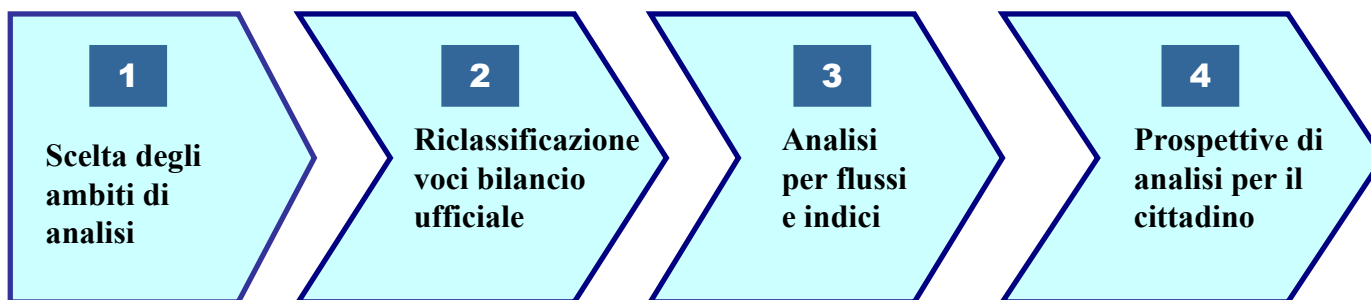 1
Scelta degli
ambiti di
analisi
2
Riclassificazione
voci bilancio
ufficiale
3
Analisi
per flussi
e indici
4
Prospettive di
analisi per il
cittadino